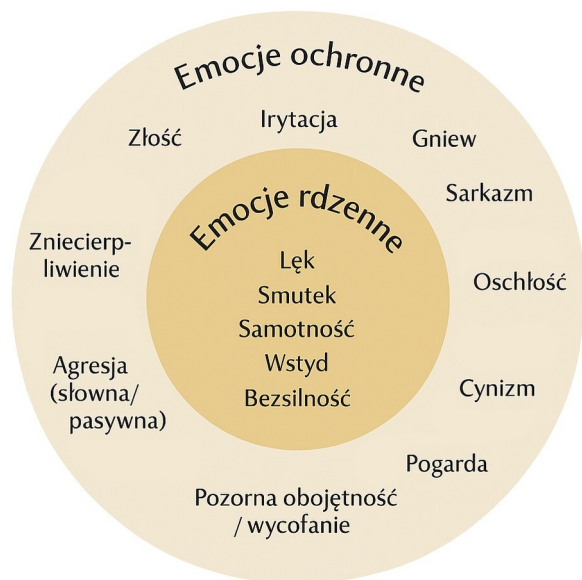 Emocje ochronne
Irytacja
Złość
Gniew
Sarkazm
Zniecierp-
liwienie
Oschłość
Agresja
(słowna/
pasywna)
Cynizm
Pogarda
Pozorna obojętność
/ wycofanie
Emocje rdzenne
Lęk
Smutek
Samotność
Wstyd
Bezsilność